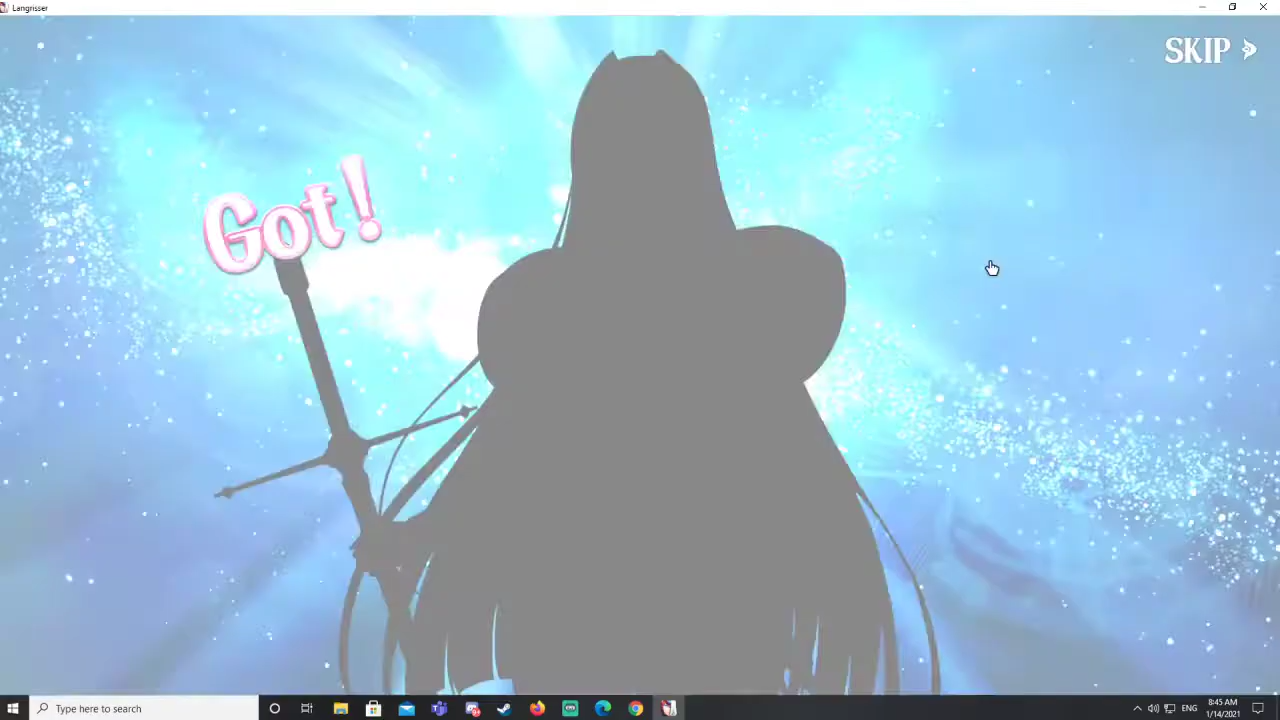 Langrisser
SKIP
Got!
Type here to search
ENG
8:45 AM
1/14/2021